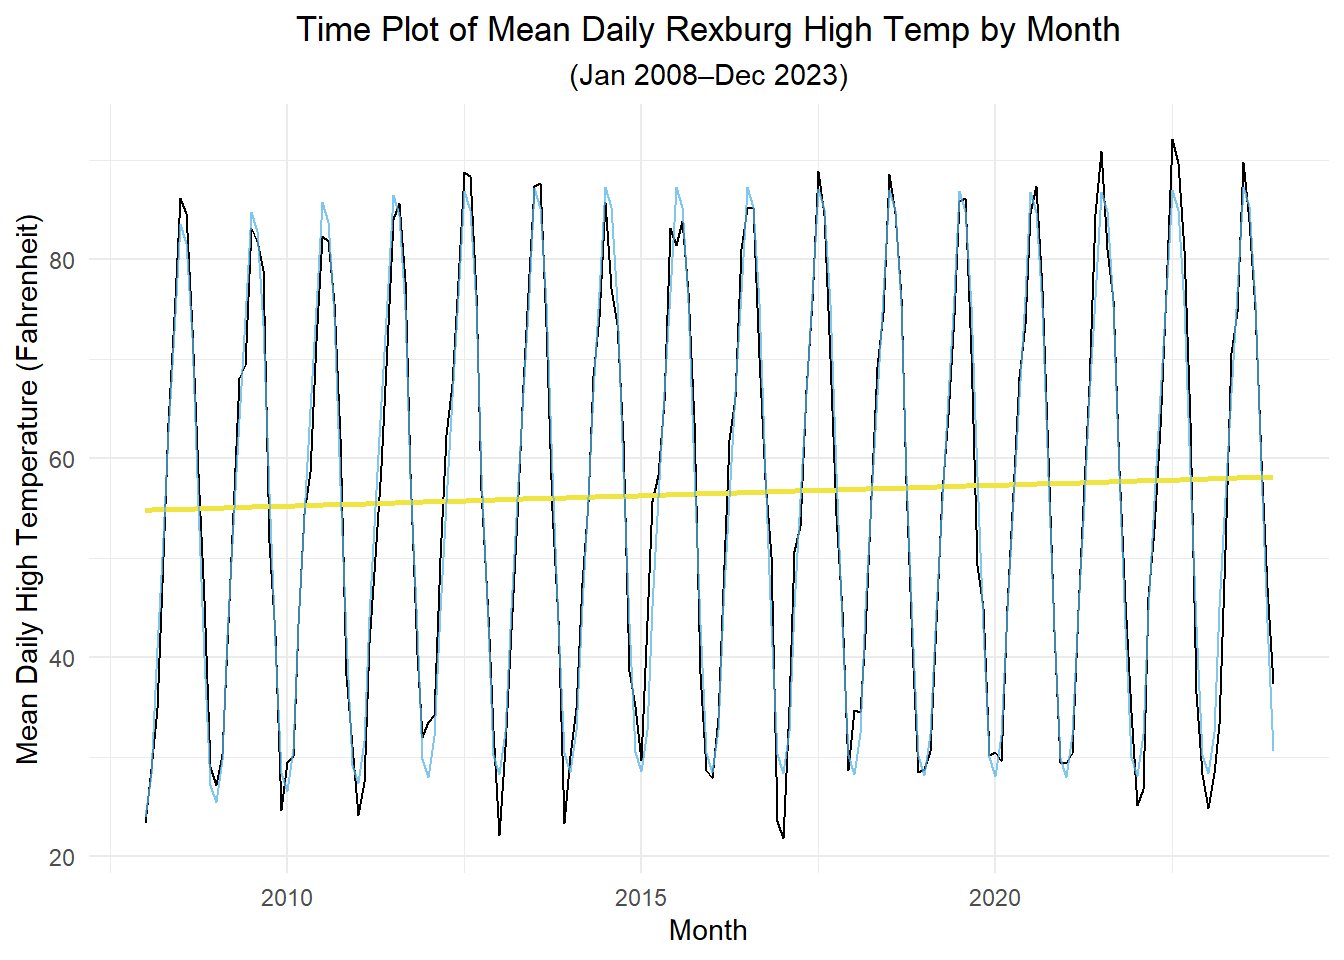 Time Plot of Mean Daily Rexburg High Temp by Month
(Jan 2008–Dec 2023)
Mean Daily High Temperature (Fahrenheit)
80
60
40
20
2010
2015
2020
Month